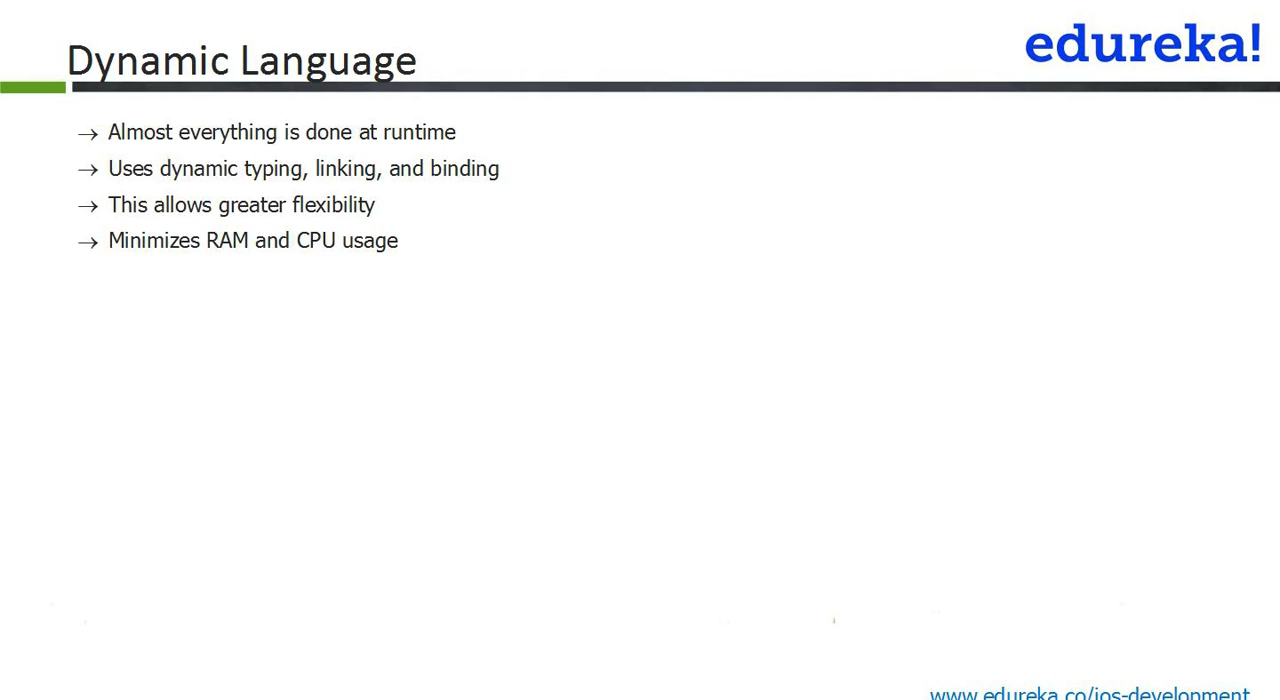 edureka!
Dynamic Language
→ Almost everything is done at runtime
→ Uses dynamic typing, linking, and binding
→ This allows greater flexibility
→ Minimizes RAM and CPU usage
www.edureka.co/ios-development